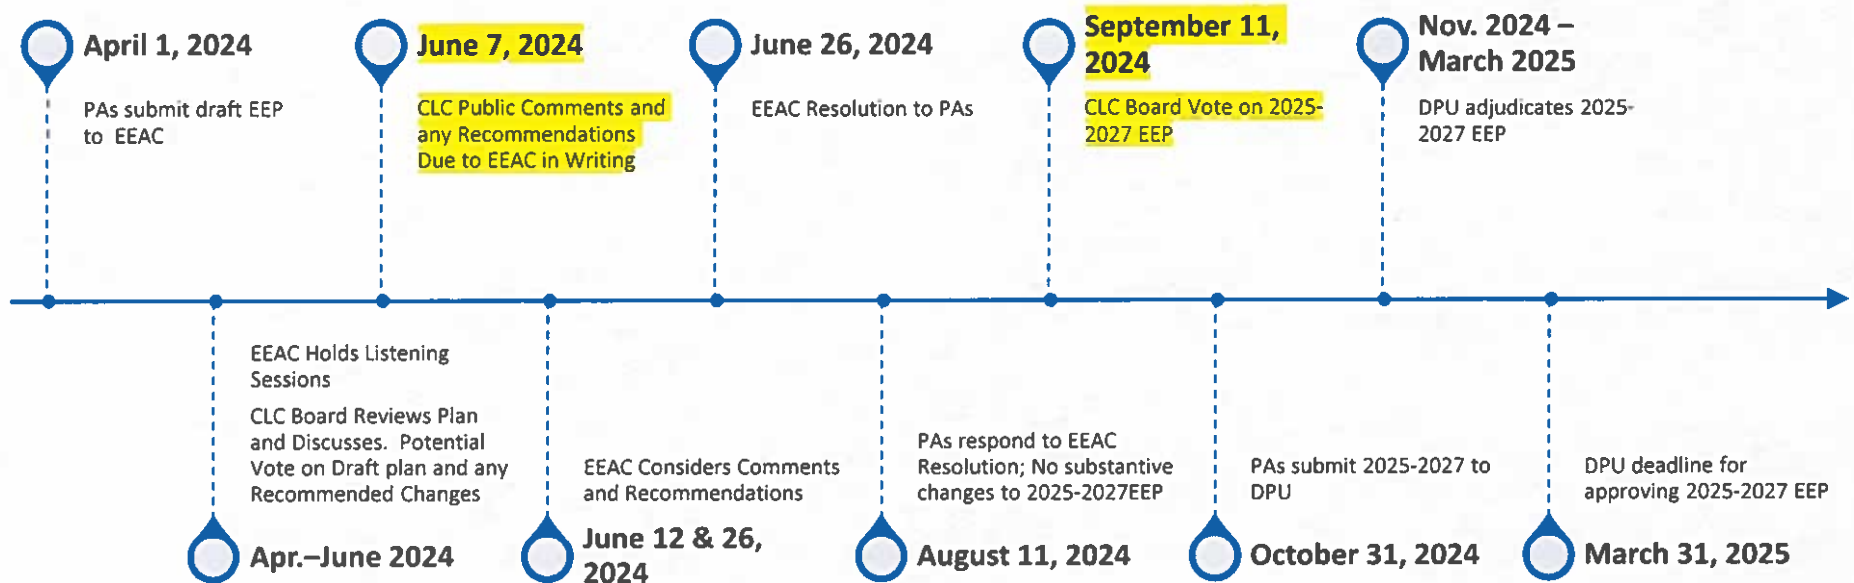 April 1, 2024
PAs submit draft EEP
to EEAC
June 7, 2024
CLC Public Comments and
any Recommendations
Due to EEAC in Writing
June 26, 2024
EEAC Resolution to PAs
September 11,
2024
CLC Board Vote on 2025-
2027 EEP
Nov. 2024 –
March 2025
DPU adjudicates 2025-
2027 EEP
EEAC Holds Listening
Sessions
CLC Board Reviews Plan
and Discusses. Potential
Vote on Draft plan and any
Recommended Changes
Apr.–June 2024
EEAC Considers Comments
and Recommendations
June 12 & 26,
2024
PAs respond to EEAC
Resolution; No substantive
changes to 2025-2027EEP
August 11, 2024
PAs submit 2025-2027 to
DPU
October 31, 2024
DPU deadline for
approving 2025-2027 EEP
March 31, 2025